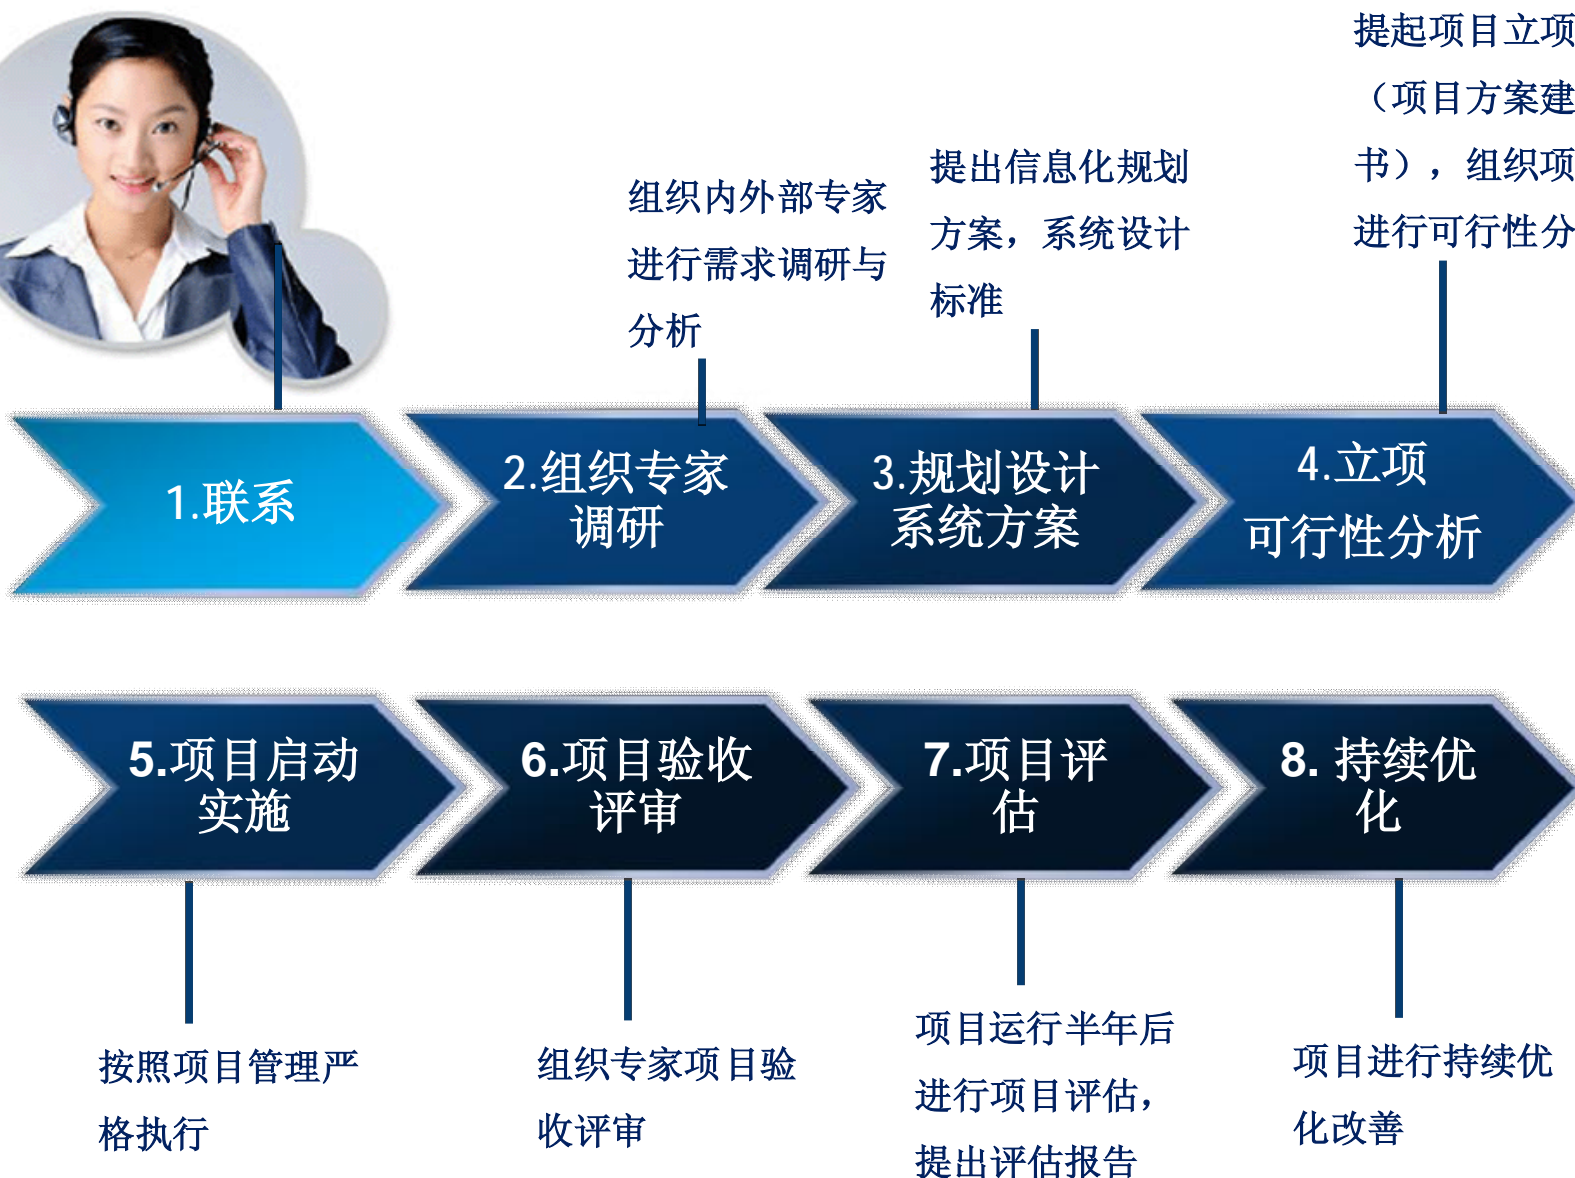 提起项目立项
（项目方案建
书），组织项
进行可行性分
提出信息化规划
方案，系统设计
标准
组织内外部专家
进行需求调研与
分析
1.联系
2.组织专家
调研
3.规划设计
系统方案
4.立项
可行性分析
5.项目启动
实施
6.项目验收
评审
7.项目评
估
8. 持续优
化
按照项目管理严
格执行
组织专家项目验
收评审
项目运行半年后
进行项目评估，
提出评估报告
项目进行持续优
化改善